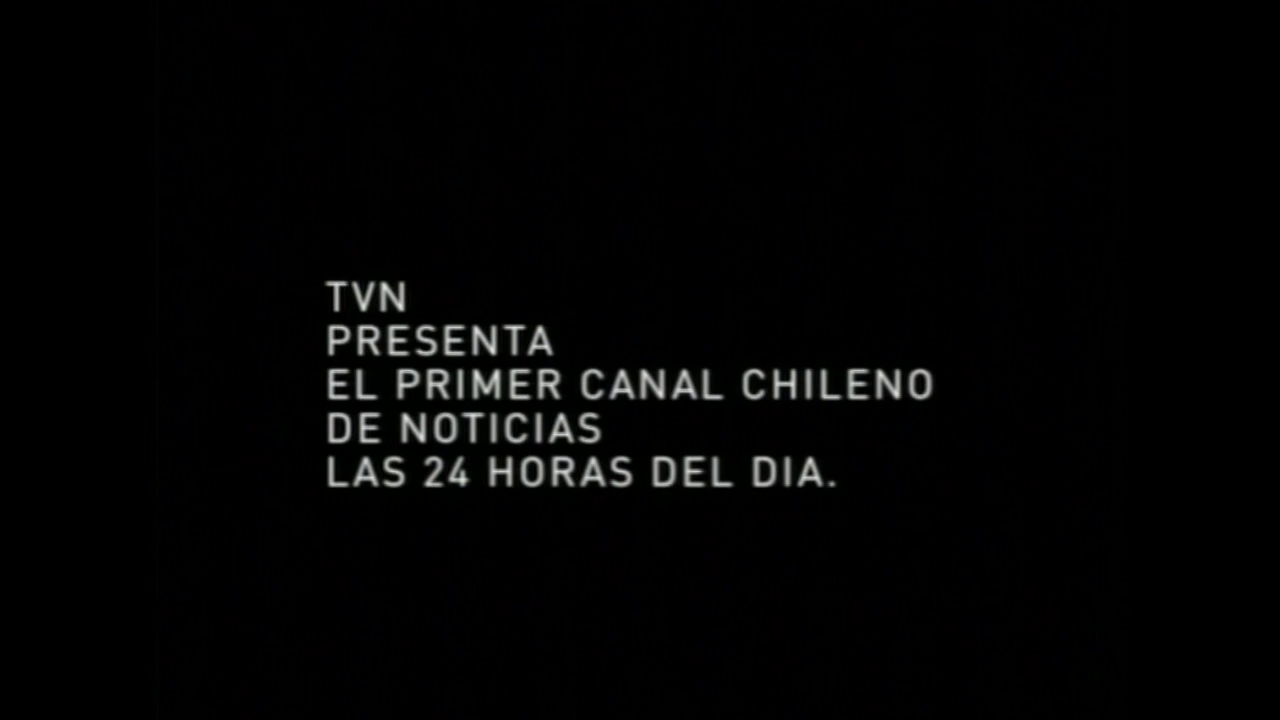 TVN
PRESENTA
EL PRIMER CANAL CHILENO
DE NOTICIAS
LAS 24 HORAS DEL DIA.